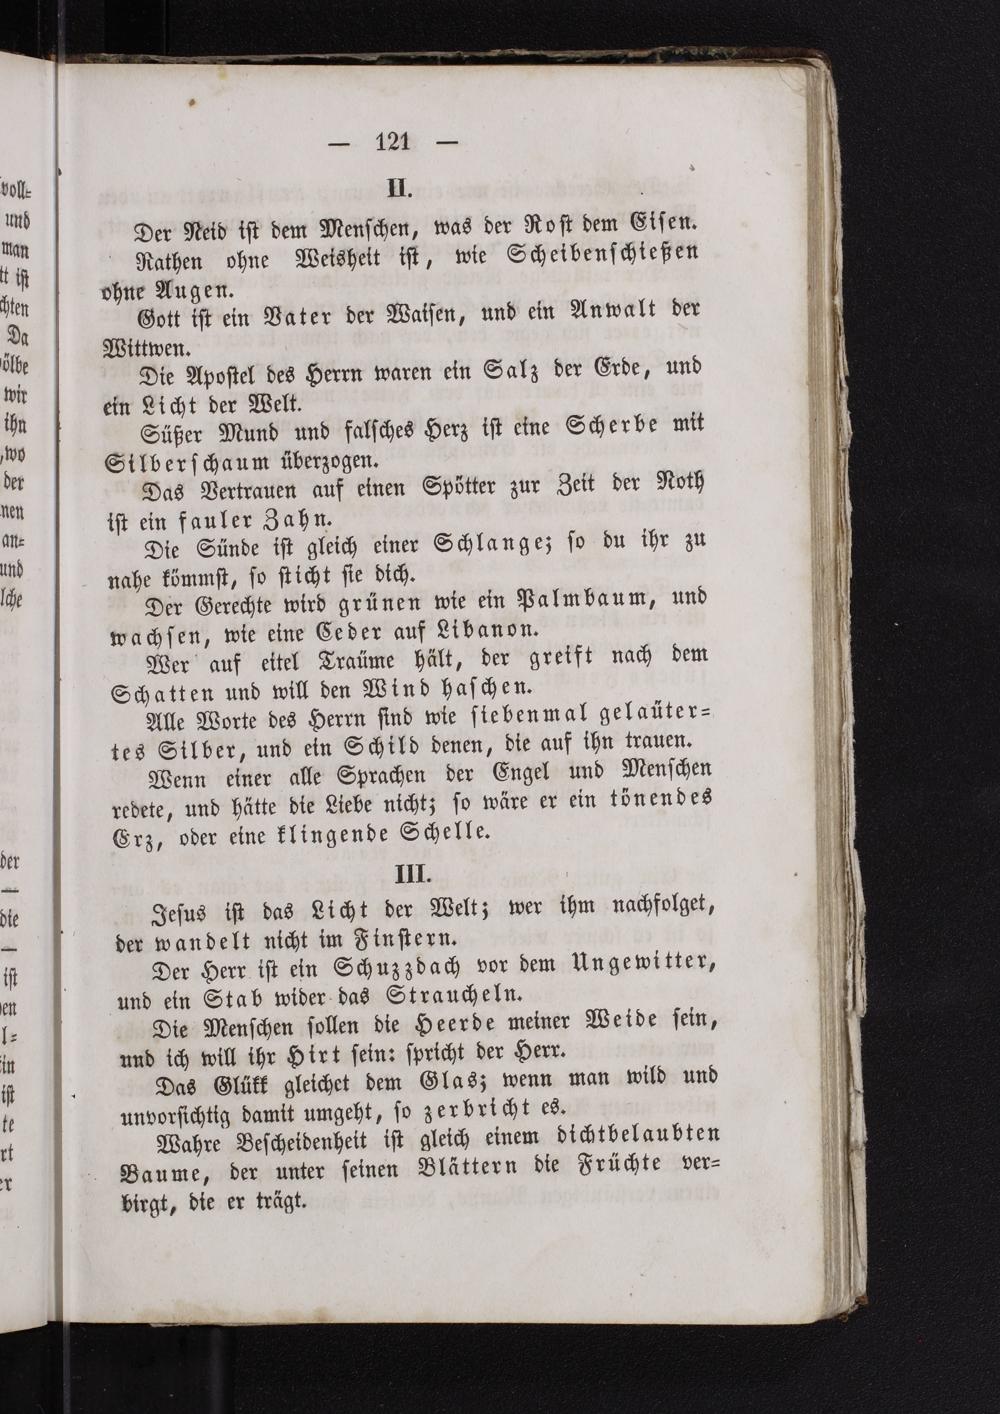 — 121 —
II.
Der Neid ist dem Menschen, was der Rost dem Eisen.
Rathen ohne Weisheit ist, wie Scheibenschießen
ohne Augen.
Gott ist ein Vater der Waisen, und ein Anwalt der
Wittwen.
Die Apostel des Herrn waren ein Salz der Erde, und
ein Licht der Welt.
Süßer Mund und falsches Herz ist eine Scherbe mit
Silberschaum überzogen.
Das Vertrauen auf einen Spötter zur Zeit der Noth
ist ein fauler Zahn.
Die Sünde ist gleich einer Schlange; so du ihr zu
nahe kömmst, so sticht sie dich.
Der Gerechte wird grünen wie ein Palmbaum, und
wachsen, wie eine Ceder auf Libanon.
Wer auf eitel Traüme hält, der greift nach dem
Schatten und will den Wind haschen.
Alle Worte des Herrn sind wie siebenmal gelaüter-
tes Silber, und ein Schild denen, die auf ihn trauen.
Wenn einer alle Sprachen der Engel und Menschen
redete, und hätte die Liebe nicht; so wäre er ein tönendes
Erz, oder eine klingende Schelle.
III.
Jesus ist das Licht der Welt; wer ihm nachfolget,
der wandelt nicht im Finstern.
Der Herr ist ein Schuzzdach vor dem Ungewitter,
und ein Stab wider das Straucheln.
Die Menschen sollen die Heerde meiner Weide sein,
und ich will ihr Hirt sein: spricht der Herr.
Das Glükk gleichet dem Glas; wenn man wild und
unvorsichtig damit umgeht, so zerbricht es.
Wahre Bescheidenheit ist gleich einem dichtbelaubten
Baume, der unter seinen Blättern die Früchte ver-
birgt, die er trägt.